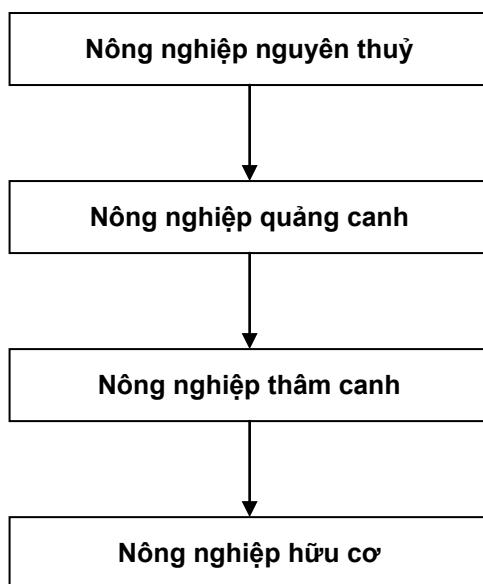 Nông nghiệp nguyên thuỷ
Nông nghiệp quảng canh
Nông nghiệp thâm canh
Nông nghiệp hữu cơ